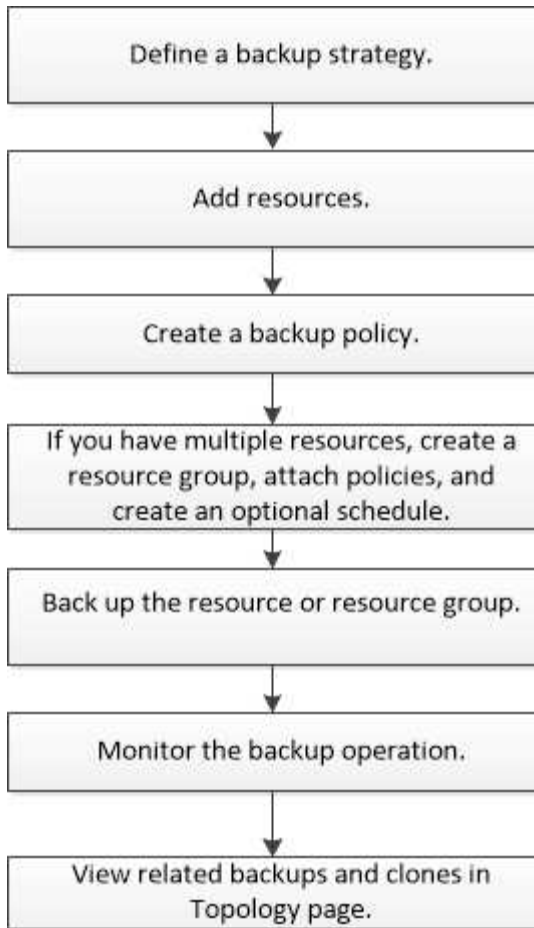 Define a backup strategy.
Add resources.
Create a backup policy.
If you have multiple resources, create a
resource group, attach policies, and
create an optional schedule.
Back up the resource or resource group.
Monitor the backup operation.
View related backups and clones in
Topology page.